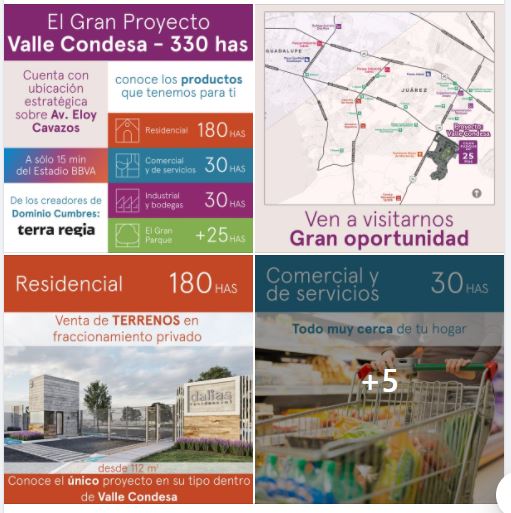 El Gran Proyecto
Valle Condesa - 330 has
Cuenta con
ubicación
estratégica
sobre Av. Eloy
Cavazos
conoce los productos
que tenemos para ti
Residencial 180 HAS
A sólo 15 min
del Estadio BBVA
Comercial
y de servicios 30 HAS
De los creadores de
Dominio Cumbres:
terra regia
Industrial
y bodegas 30 HAS
El Gran
Parque +25 HAS
GUADALUPE
JUÁREZ
Proyecto
Valle Condesa
25
Ven a visitarnos
Gran oportunidad
Residencial 180 HAS
Venta de TERRENOS en
fraccionamiento privado
dalias
desde 112 m²
Conoce el único proyecto en su tipo dentro
de Valle Condesa
Comercial y
de servicios 30 HAS
Todo muy cerca de tu hogar
+5